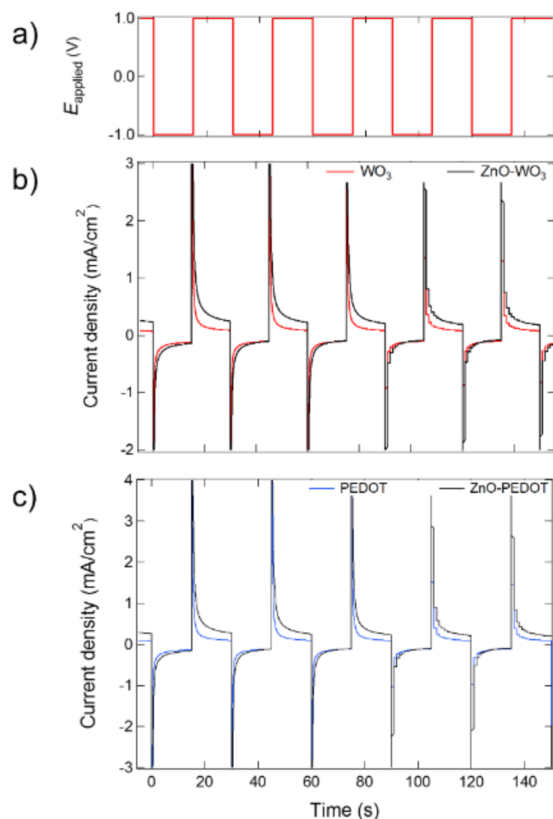 a)
1.0
0.0
-1.0
E applied (V)
b)
WO₃ ZnO-WO₃
3
2
1
0
-1
-2
Current density (mA/cm²)
c)
PEDOT ZnO-PEDOT
4
3
2
1
0
-1
-2
-3
Current density (mA/cm²)
0 20 40 60 80 100 120 140
Time (s)